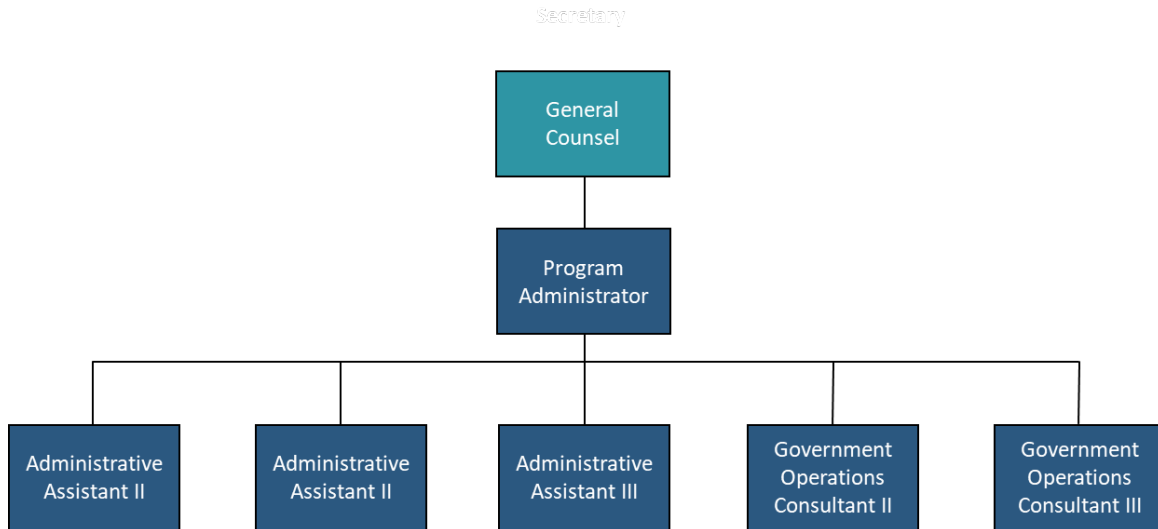 Secretary
General
Counsel
Program
Administrator
Administrative
Assistant II
Administrative
Assistant II
Administrative
Assistant III
Government
Operations
Consultant II
Government
Operations
Consultant III